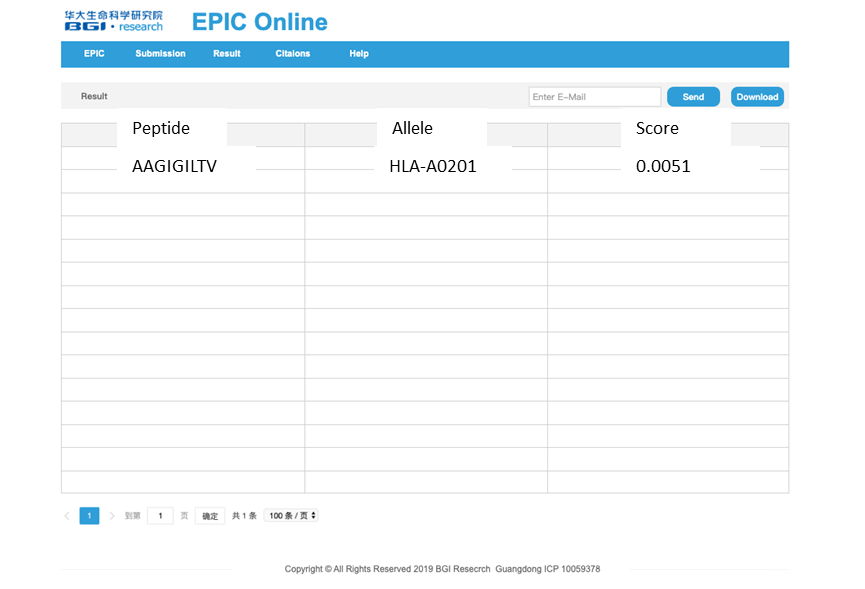 华大生命科学研究院
BGI · research
EPIC Online
EPIC Submission Result Citaions Help
Result Enter E-Mail Send Download
Peptide Allele Score
AAGIGILTV HLA-A0201 0.0051
1 到第 1 页 确定 共 1 条 100 条 / 页
Copyright © All Rights Reserved 2019 BGI Resecrch Guangdong ICP 10059378